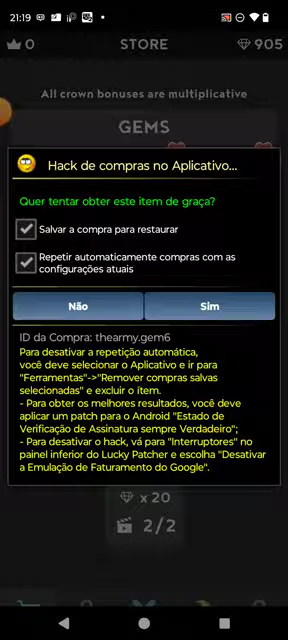 21:19
0 STORE 905
All crown bonuses are multiplicative
GEMS
Hack de compras no Aplicativo...
Quer tentar obter este item de graça?
Salvar a compra para restaurar
Repetir automaticamente compras com as
configurações atuais
Não Sim
ID da Compra: thearmy.gem6
Para desativar a repetição automática,
você deve selecionar o Aplicativo e ir para
"Ferramentas"->"Remover compras salvas
selecionadas" e excluir o ítem.
- Para obter os melhores resultados, você deve
aplicar um patch para o Android "Estado de
Verificação de Assinatura sempre Verdadeiro";
- Para desativar o hack, vá para "Interruptores" no
painel inferior do Lucky Patcher e escolha "Desativar
a Emulação de Faturamento do Google".
x 20
2/2